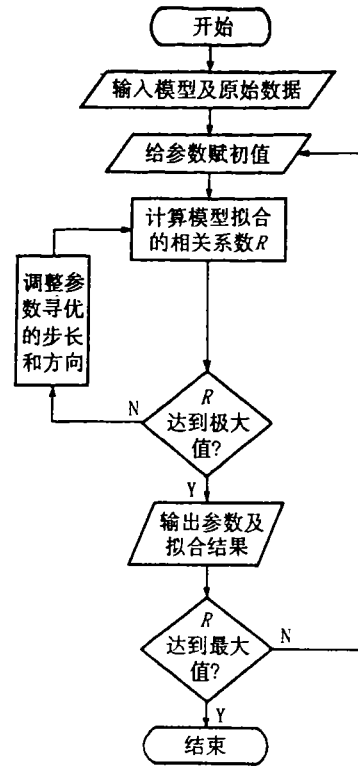 开始
输入模型及原始数据
给参数赋初值
计算模型拟合
的相关系数R
调整参
数寻优
的步长
和方向
R
达到极大
值?
N
Y
输出参数及
拟合结果
R
达到最大
值?
N
Y
结束